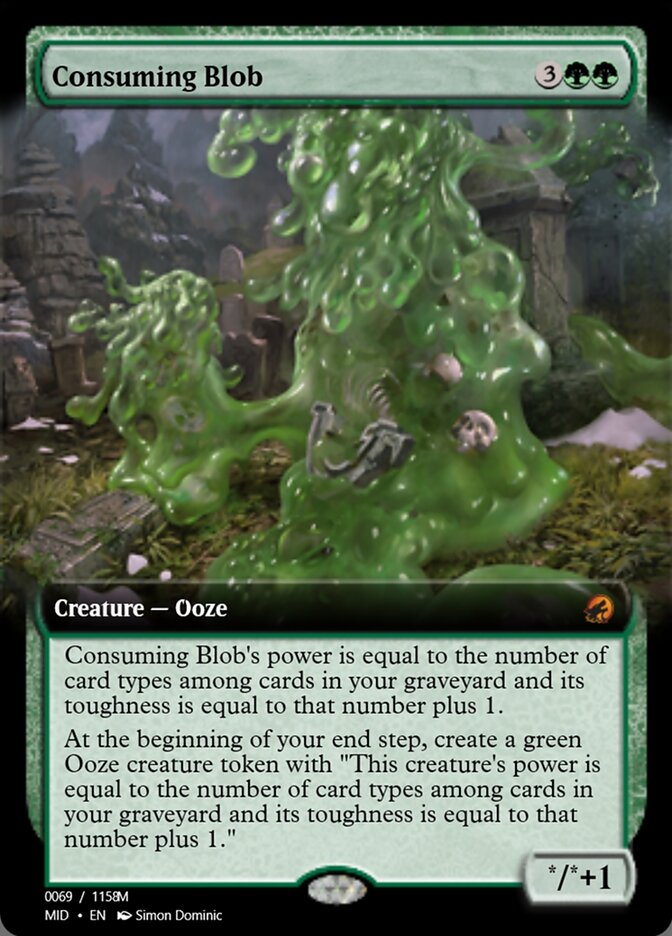 Consuming Blob 3
Creature — Ooze
Consuming Blob's power is equal to the number of
card types among cards in your graveyard and its
toughness is equal to that number plus 1.
At the beginning of your end step, create a green
Ooze creature token with "This creature's power is
equal to the number of card types among cards in
your graveyard and its toughness is equal to that
number plus 1."
*/*+1
0069 / 1158M
MID • EN Simon Dominic